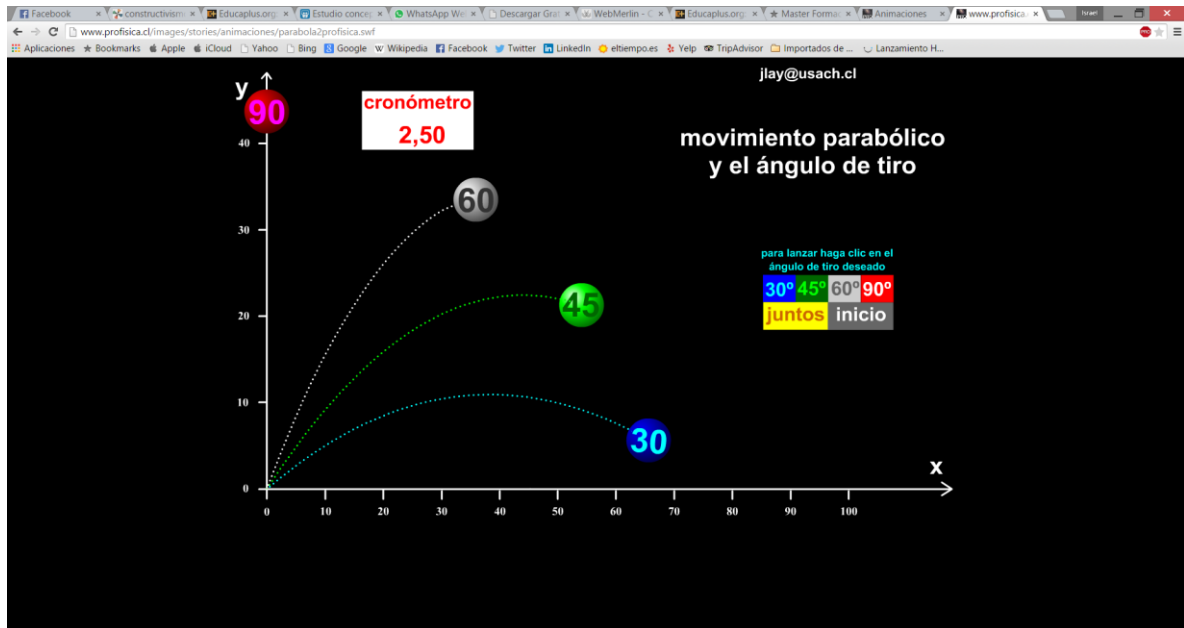 Facebook
constructivism
Educaplus.org
Estudio concep
WhatsApp We
Descargar Grat
WebMerlin - C
Educaplus.org
Master Formac
Animaciones
www.profisica.c
Israel
www.profisica.cl/images/stories/animaciones/parabola2profisica.swf
Aplicaciones Bookmarks Apple iCloud Yahoo Bing Google Wikipedia Facebook Twitter LinkedIn eltiempo.es Yelp TripAdvisor Importados de ... Lanzamiento H...
jlay@usach.cl
y
90
cronómetro
2,50
movimiento parabólico
y el ángulo de tiro
40
60
30
para lanzar haga clic en el
ángulo de tiro deseado
30º 45º 60º 90º
juntos inicio
45
20
10
30
x
0
0 10 20 30 40 50 60 70 80 90 100